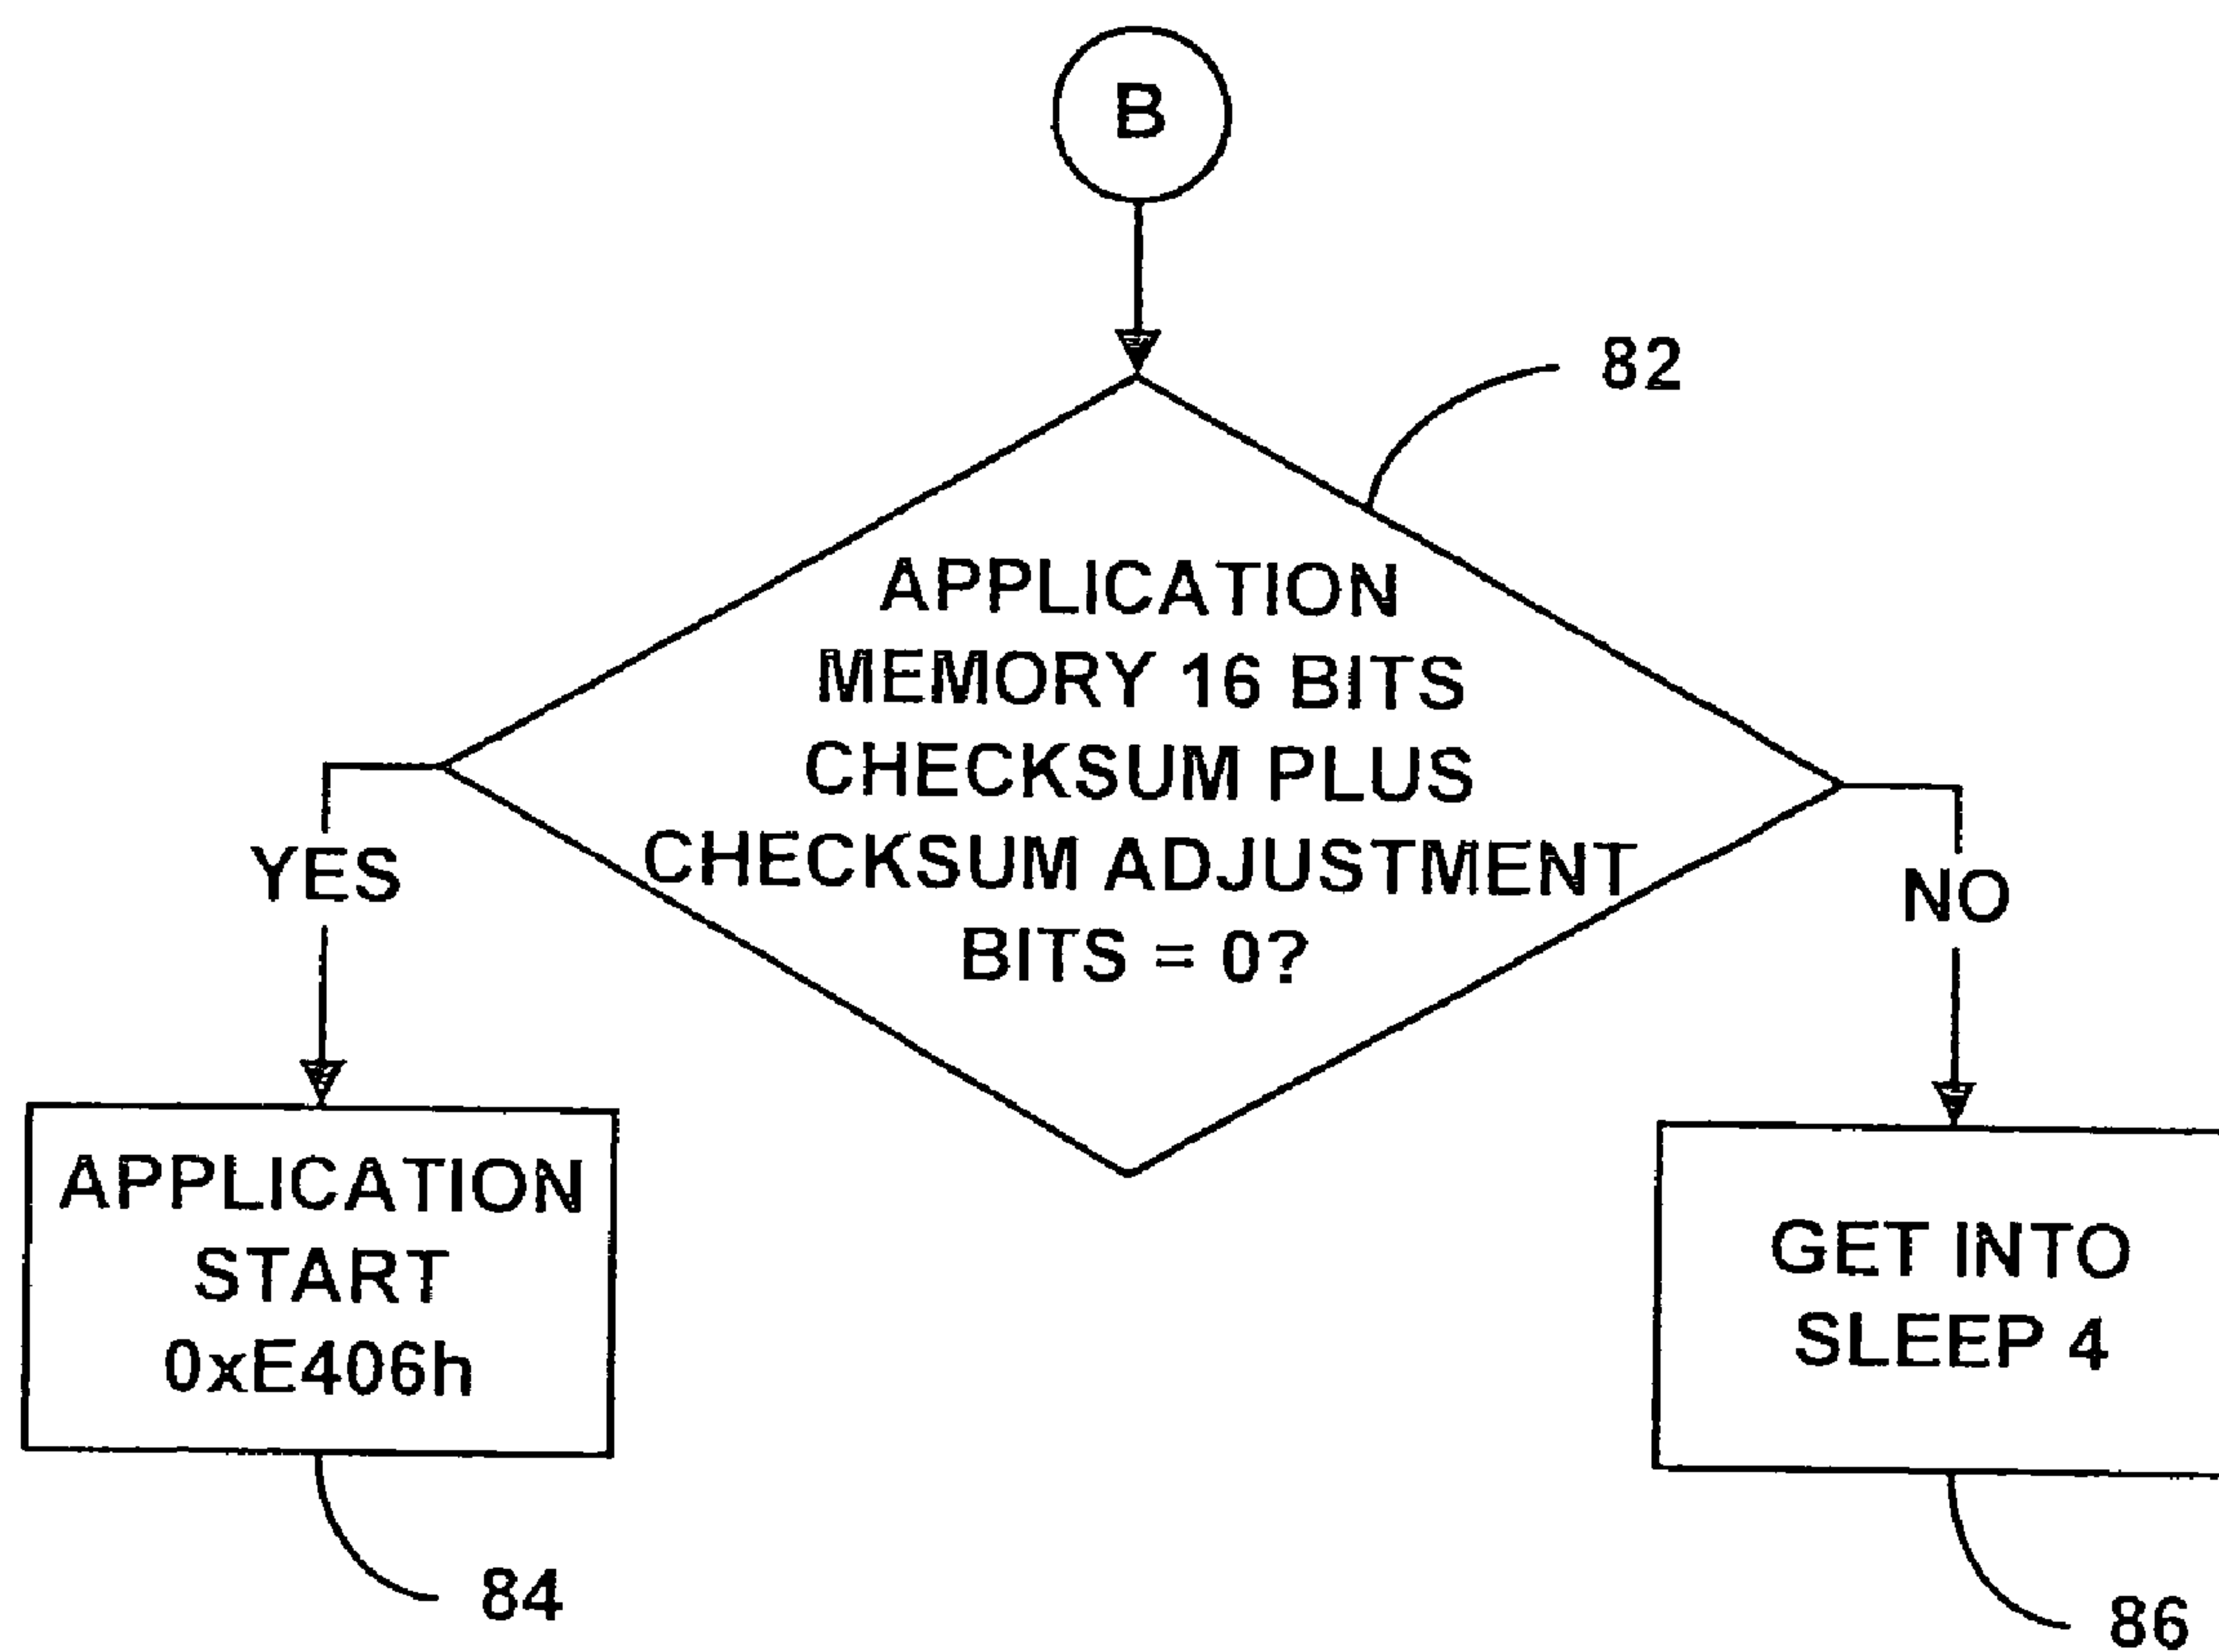 B
82
APPLICATION
MEMORY 16 BITS
CHECKSUM PLUS
CHECKSUM ADJUSTMENT
BITS = 0?
YES
NO
APPLICATION
START
0xE406h
84
GET INTO
SLEEP 4
86